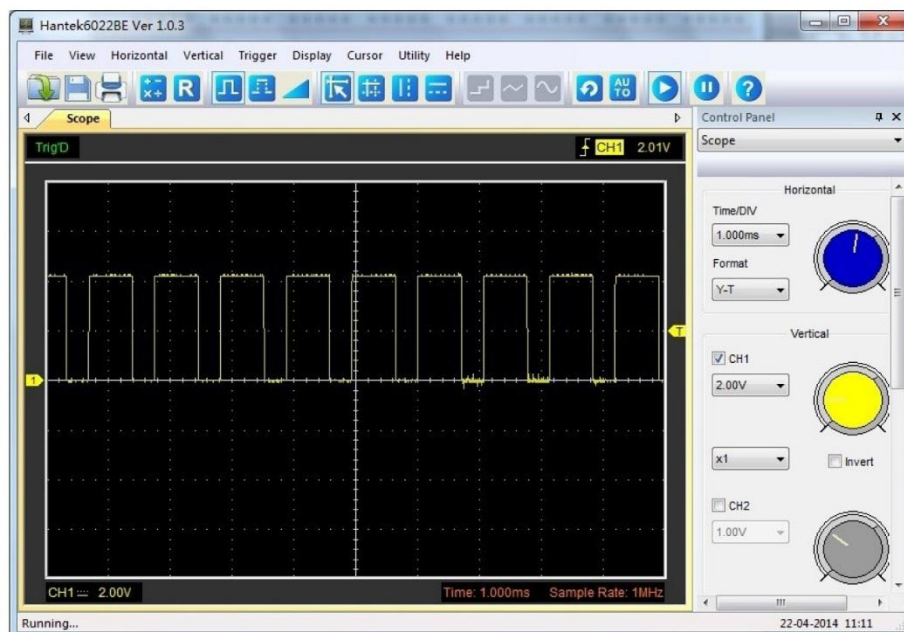 Hantek6022BE Ver 1.0.3
File View Horizontal Vertical Trigger Display Cursor Utility Help
R AUTO ?
Scope
Trig'D CH1 2.01V
T
1
CH1 2.00V Time: 1.000ms Sample Rate: 1MHz
Control Panel
Scope
Horizontal
Time/DIV
1.000ms
Format
Y-T
Vertical
CH1
2.00V
x1 Invert
CH2
1.00V
Running... 22-04-2014 11:11